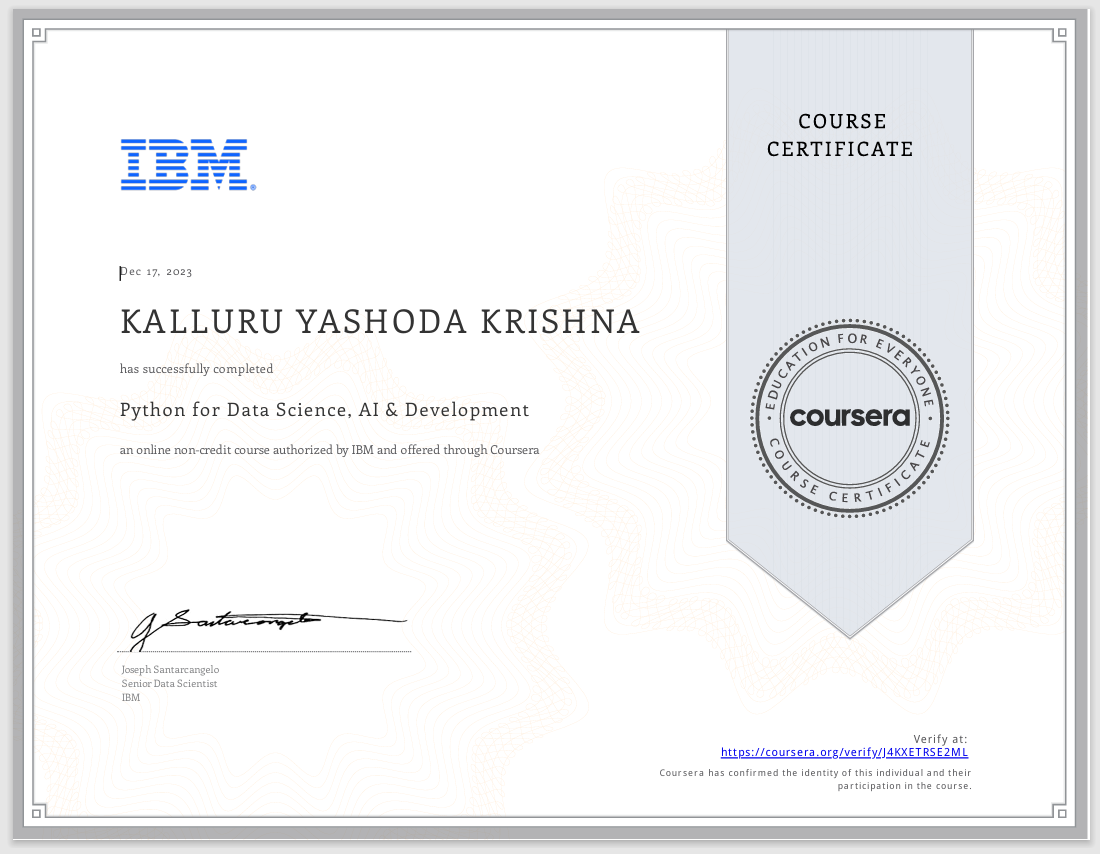 COURSE
CERTIFICATE
IBM®
Dec 17, 2023
KALLURU YASHODA KRISHNA
has successfully completed
Python for Data Science, AI & Development
an online non-credit course authorized by IBM and offered through Coursera
• EDUCATION FOR EVERYONE •
coursera
COURSE CERTIFICATE
J Santarcangelo
Joseph Santarcangelo
Senior Data Scientist
IBM
Verify at:
https://coursera.org/verify/J4KXETRSE2ML
Coursera has confirmed the identity of this individual and their
participation in the course.